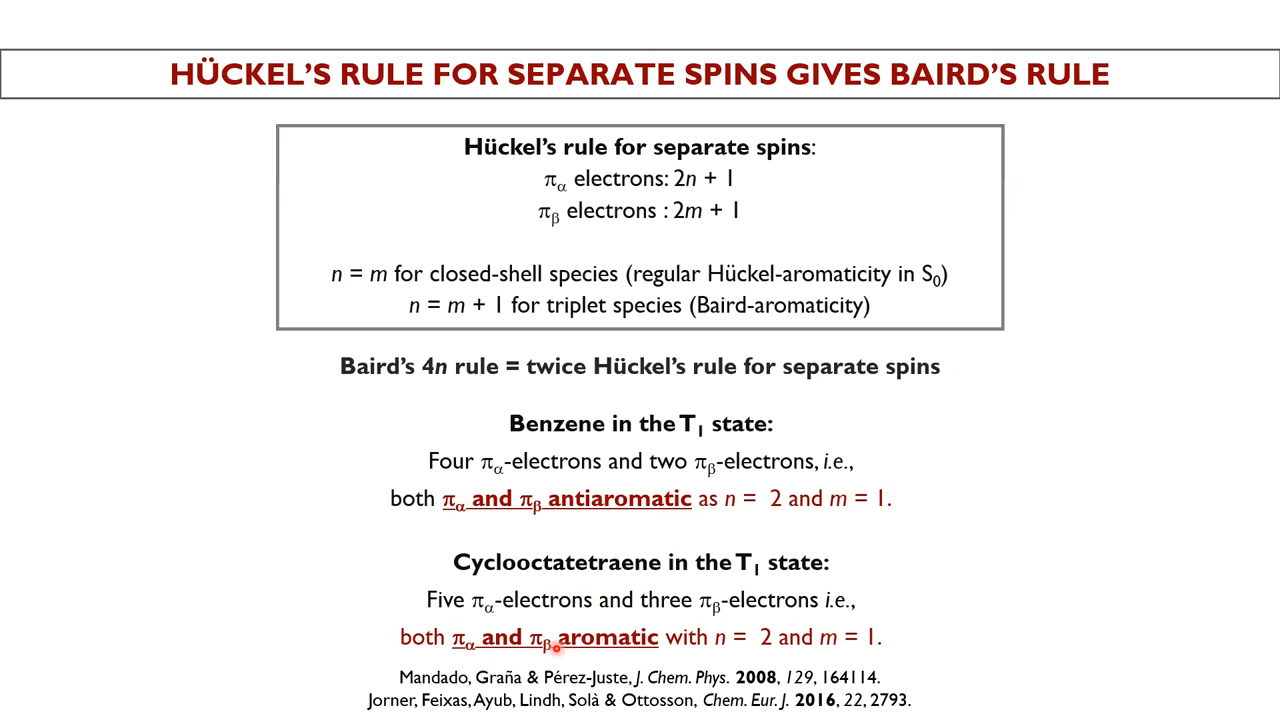 HÜCKEL'S RULE FOR SEPARATE SPINS GIVES BAIRD'S RULE
Hückel's rule for separate spins:
πα electrons: 2n + 1
πβ electrons : 2m + 1
n = m for closed-shell species (regular Hückel-aromaticity in S0)
n = m + 1 for triplet species (Baird-aromaticity)
Baird's 4n rule = twice Hückel's rule for separate spins
Benzene in the T1 state:
Four πα-electrons and two πβ-electrons, i.e.,
both πα and πβ antiaromatic as n = 2 and m = 1.
Cyclooctatetraene in the T1 state:
Five πα-electrons and three πβ-electrons i.e.,
both πα and πβ aromatic with n = 2 and m = 1.
Mandado, Graña & Pérez-Juste, J. Chem. Phys. 2008, 129, 164114.
Jorner, Feixas, Ayub, Lindh, Solà & Ottosson, Chem. Eur. J. 2016, 22, 2793.